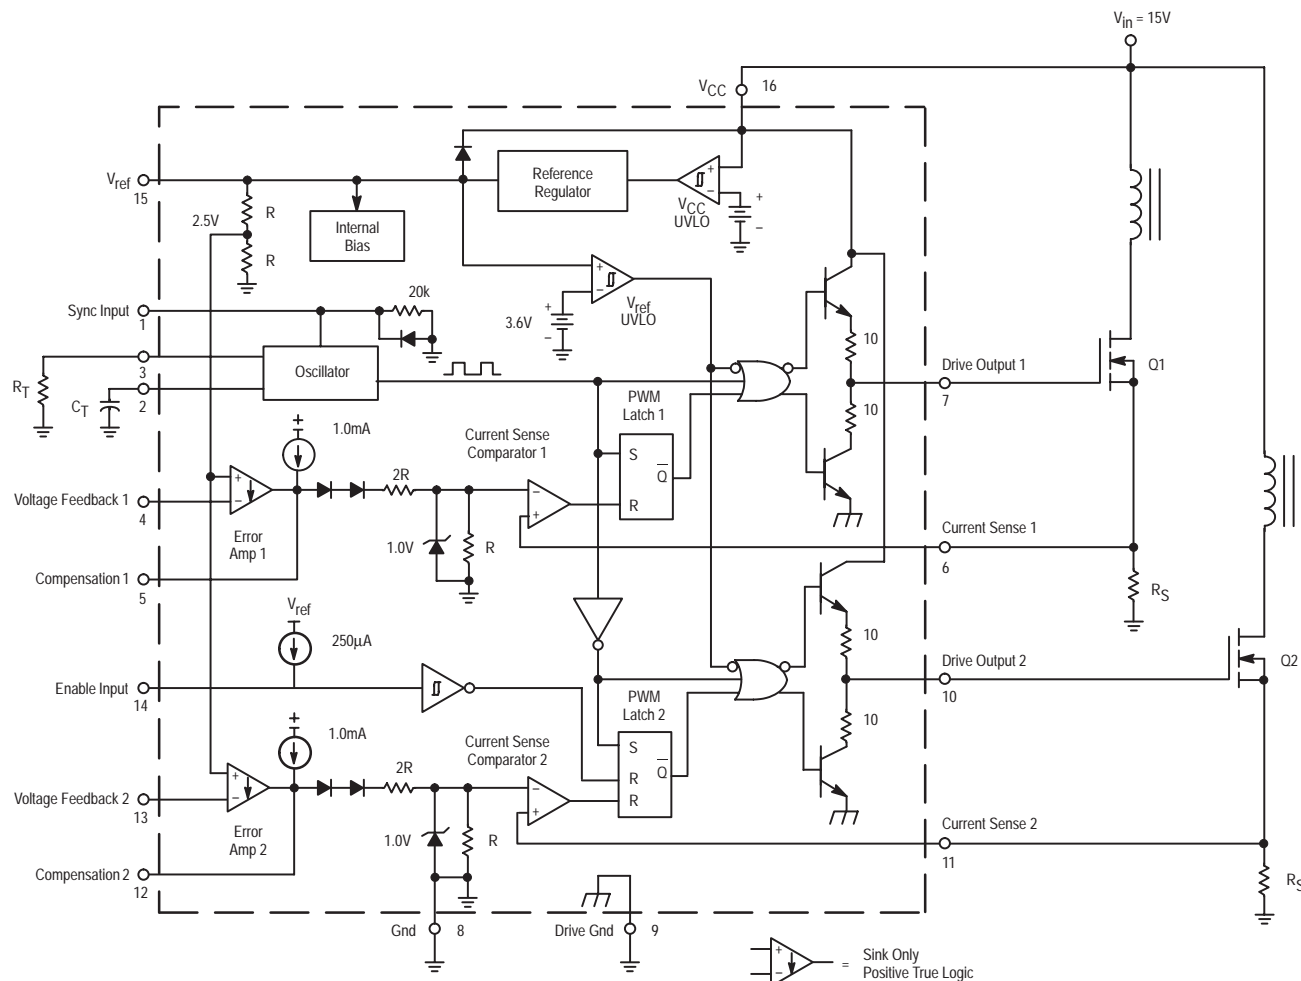 Vin = 15V
VCC 16
Vref
15
R
2.5V
R
Internal
Bias
Reference
Regulator
+
–
VCC
UVLO
+
–
Sync Input
1
20k
+
–
3.6V
+
–
Vref
UVLO
3
RT
2
CT
Oscillator
10
10
Drive Output 1
7
Q1
1.0mA
+
Current Sense
Comparator 1
PWM
Latch 1
S
R
Q
Voltage Feedback 1
4
+
–
Error
Amp 1
2R
1.0V
R
–
+
Current Sense 1
6
RS
Compensation 1
5
Vref
250µA
Enable Input
14
10
10
Drive Output 2
10
Q2
1.0mA
+
Current Sense
Comparator 2
PWM
Latch 2
S
R
R
Q
Voltage Feedback 2
13
+
–
Error
Amp 2
2R
1.0V
R
–
+
Current Sense 2
11
RS
Compensation 2
12
Gnd 8
Drive Gnd 9
+
–
=
Sink Only
Positive True Logic